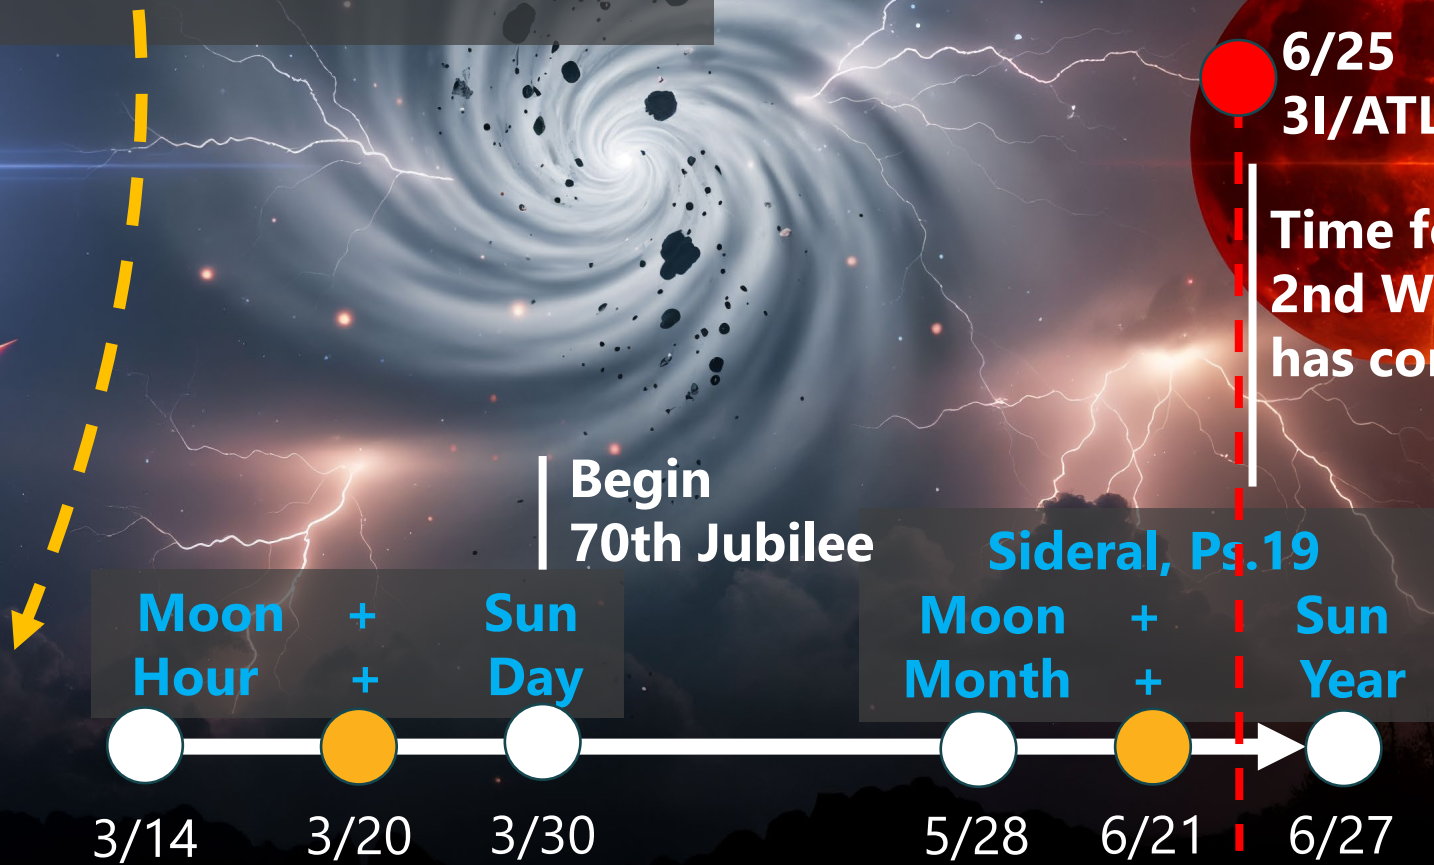 6/25
3I/ATL
Time fo
2nd W
has co
Begin
70th Jubilee
Sideral, Ps.19
Moon + Sun
Hour + Day
Moon + Sun
Month + Year
3/14 3/20 3/30 5/28 6/21 6/27